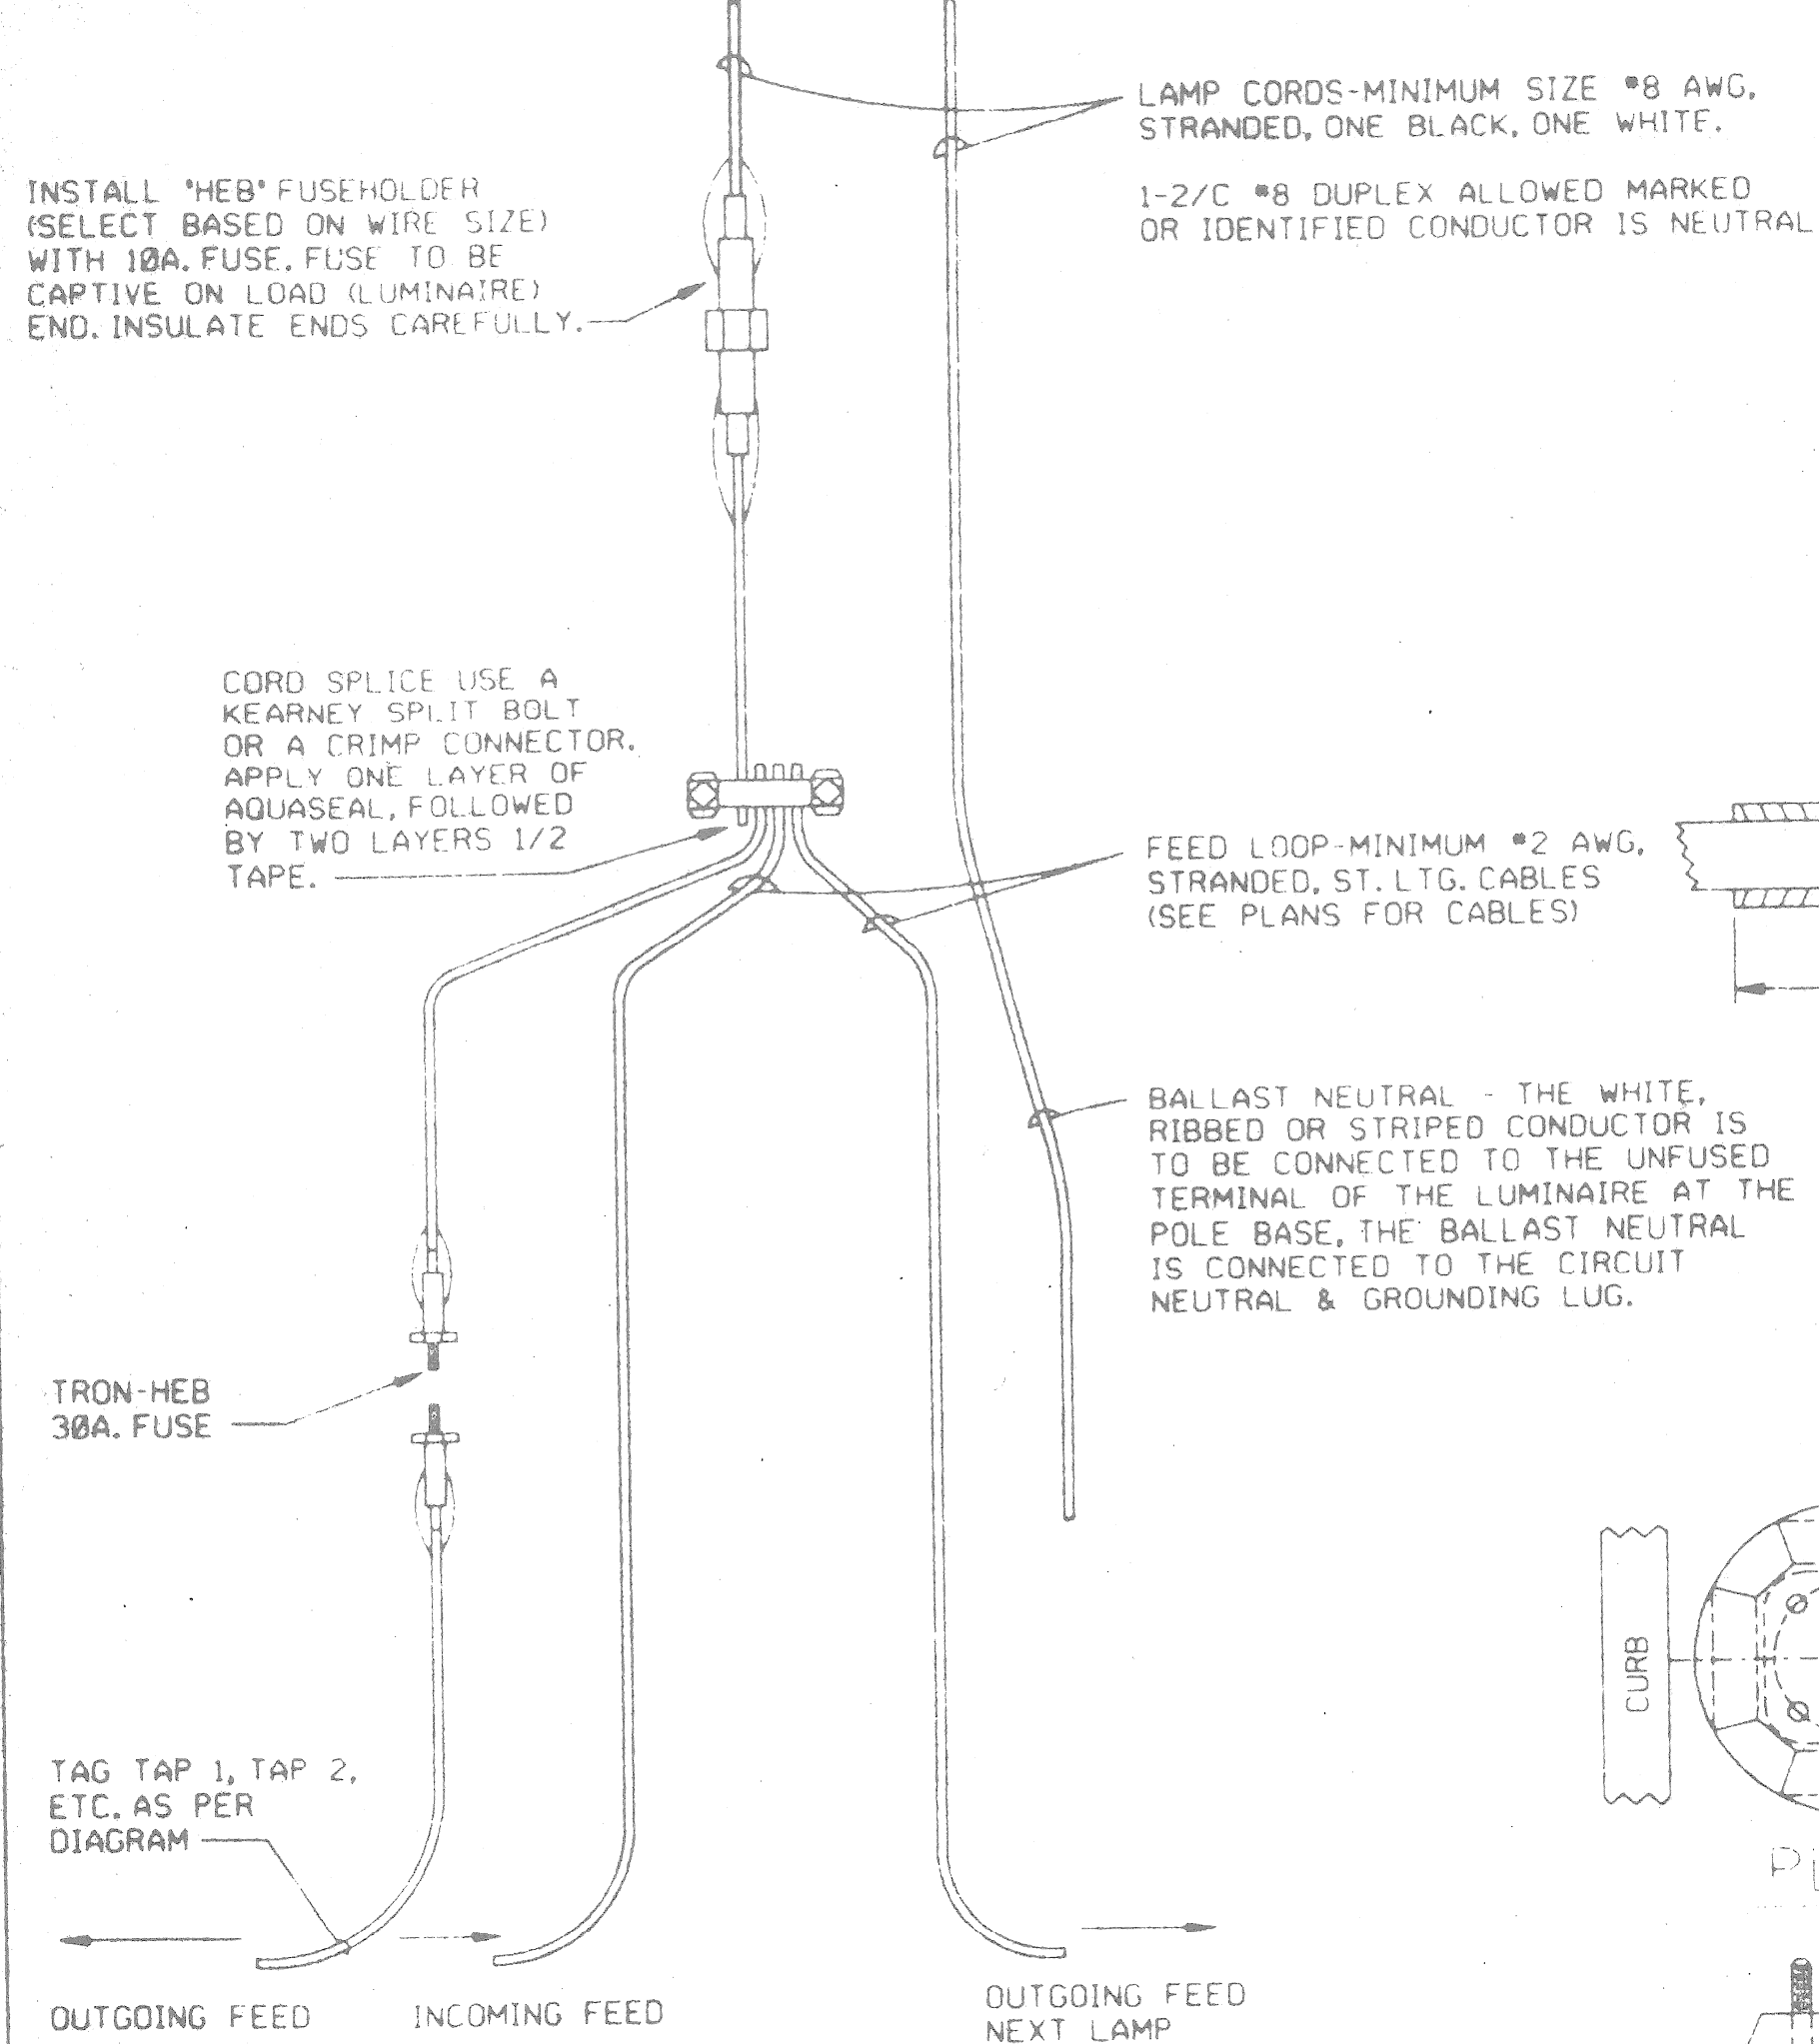 LAMP CORDS-MINIMUM SIZE #8 AWG,
STRANDED, ONE BLACK, ONE WHITE.
1-2/C #8 DUPLEX ALLOWED MARKED
OR IDENTIFIED CONDUCTOR IS NEUTRAL
INSTALL 'HEB' FUSEHOLDER
(SELECT BASED ON WIRE SIZE)
WITH 10A. FUSE. FUSE TO BE
CAPTIVE ON LOAD (LUMINAIRE)
END. INSULATE ENDS CAREFULLY.
CORD SPLICE USE A
KEARNEY SPLIT BOLT
OR A CRIMP CONNECTOR.
APPLY ONE LAYER OF
AQUASEAL, FOLLOWED
BY TWO LAYERS 1/2
TAPE.
FEED LOOP-MINIMUM #2 AWG,
STRANDED, ST. LTG. CABLES
(SEE PLANS FOR CABLES)
BALLAST NEUTRAL - THE WHITE,
RIBBED OR STRIPED CONDUCTOR IS
TO BE CONNECTED TO THE UNFUSED
TERMINAL OF THE LUMINAIRE AT THE
POLE BASE, THE BALLAST NEUTRAL
IS CONNECTED TO THE CIRCUIT
NEUTRAL & GROUNDING LUG.
TRON-HEB
30A. FUSE
CURB
TAG TAP 1, TAP 2,
ETC. AS PER
DIAGRAM
OUTGOING FEED
INCOMING FEED
OUTGOING FEED
NEXT LAMP